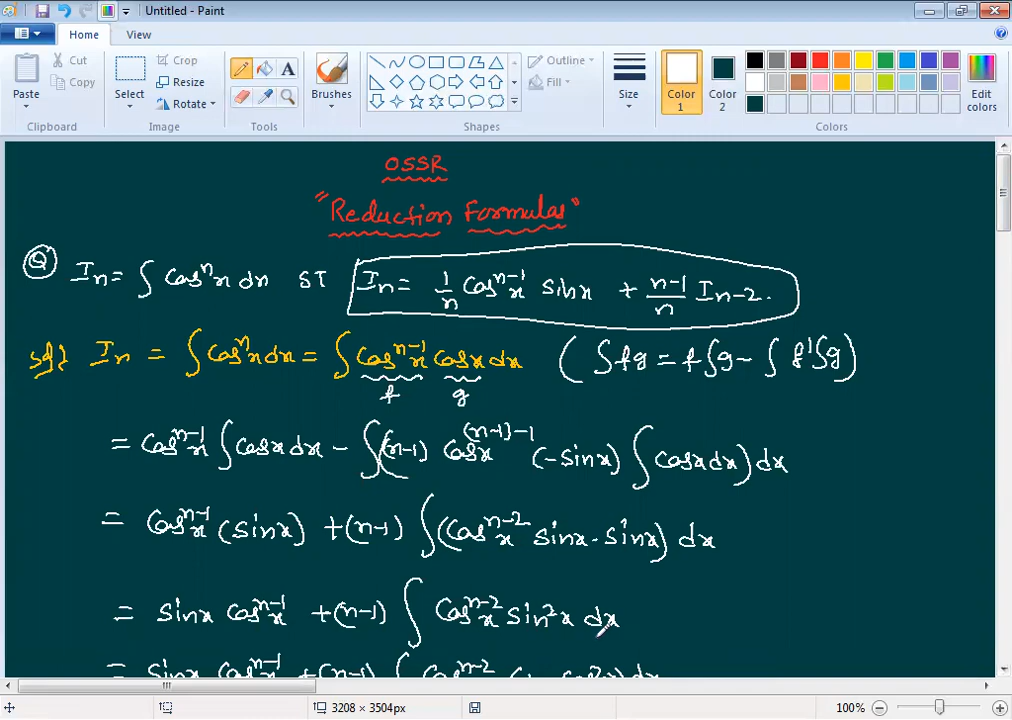 Untitled - Paint
Home View
Paste Cut Copy Select Crop Resize Rotate Brushes Outline Fill Size Color 1 Color 2 Edit colors
Clipboard Image Tools Shapes Colors
OSSR
"Reduction Formulas"
Q Iₙ = ∫ Cosⁿx dx ST Iₙ = 1/n Cosⁿ⁻¹x sinx + n-1/n Iₙ₋₂.
Iₙ = ∫Cosⁿx dx = ∫ Cosⁿ⁻¹x Cosx dx ( ∫fg = f∫g - ∫ f'∫g )
f g
= Cosⁿ⁻¹x ∫Cosx dx - ∫((n-1) Cos⁽ⁿ⁻¹⁾⁻¹x (-sinx) ∫Cosx dx) dx
= Cosⁿ⁻¹x (sinx) + (n-1) ∫(Cosⁿ⁻²x sinx . sinx) dx
= sinx Cosⁿ⁻¹x + (n-1) ∫ Cosⁿ⁻²x sin²x dx
3208 × 3504px 100%